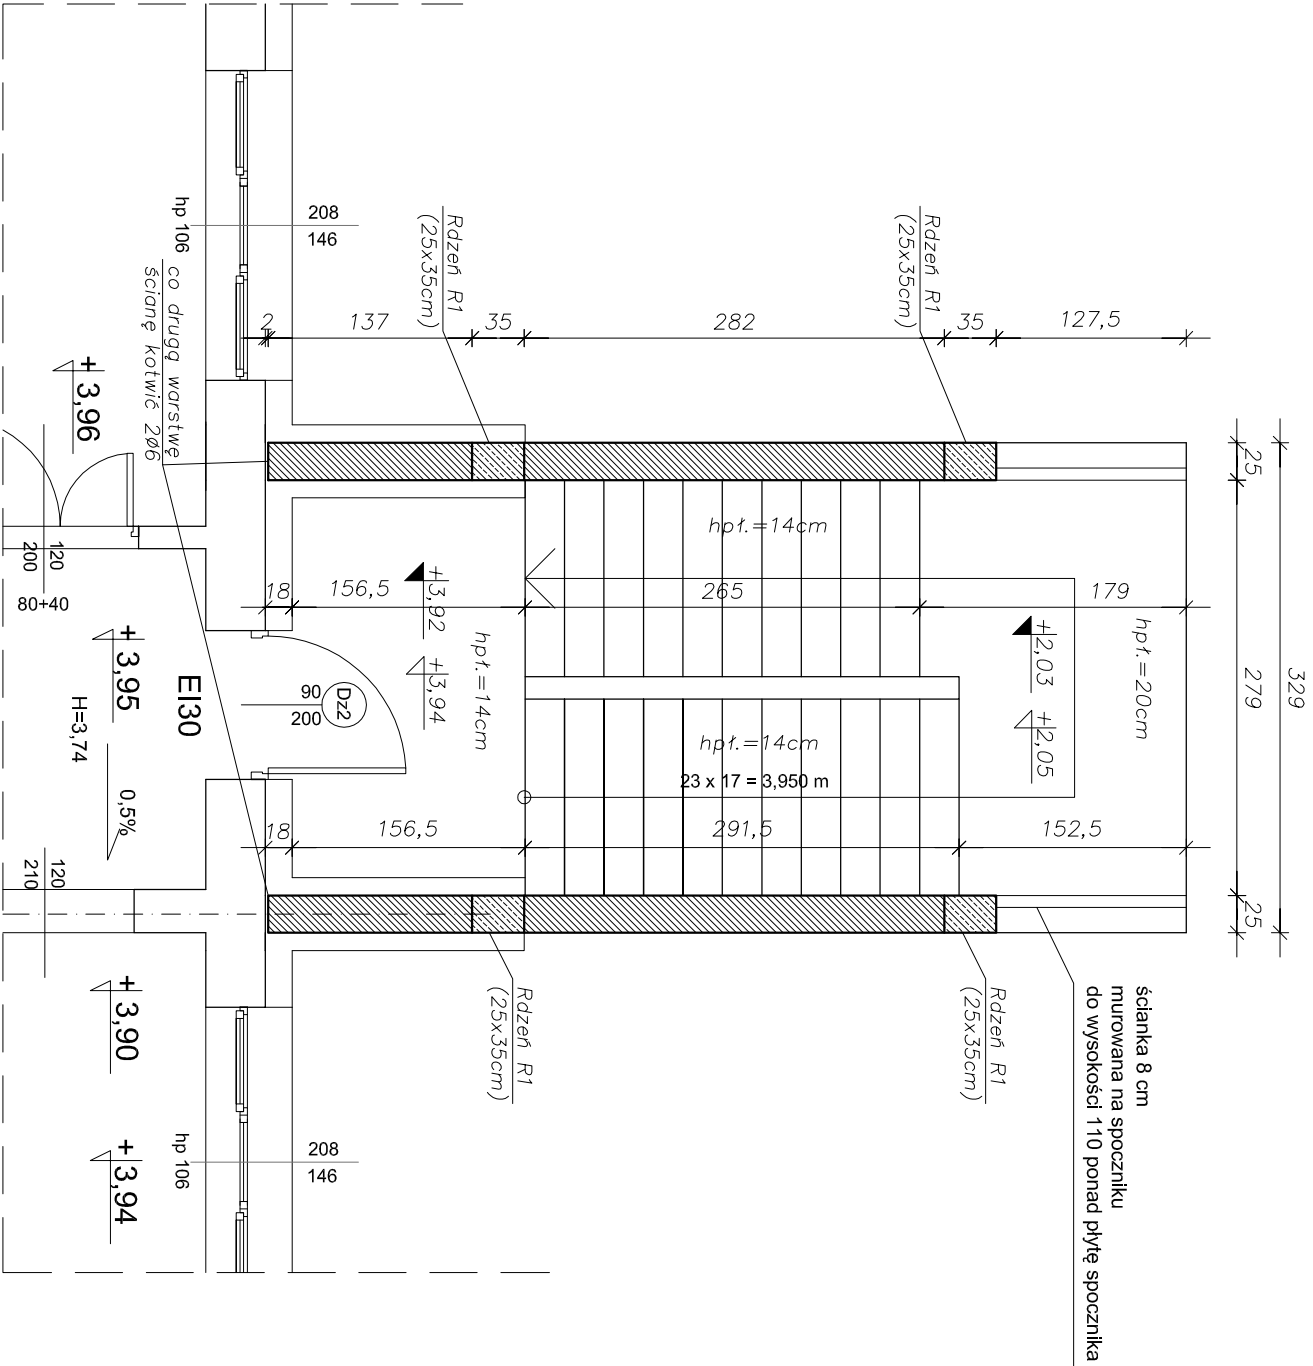 208
146
hp 106
co drugą warstwę
ścianę kotwić 2Ø6
Rdzeń R1
(25x35cm)
Rdzeń R1
(25x35cm)
2
137
35
282
35
127,5
25
279
25
329
+3,96
120
200
80+40
hpł.=14cm
18
156,5
265
179
+3,92
+3,94
hpł.=14cm
+2,03
+2,05
hpł.=20cm
+3,95
H=3,74
0,5%
EI30
90
200
Dz2
hpł.=14cm
23 x 17 = 3,950 m
18
156,5
291,5
152,5
120
210
Rdzeń R1
(25x35cm)
Rdzeń R1
(25x35cm)
ścianka 8 cm
murowana na spoczniku
do wysokości 110 ponad płytę spocznika
+3,90
+3,94
hp 106
208
146